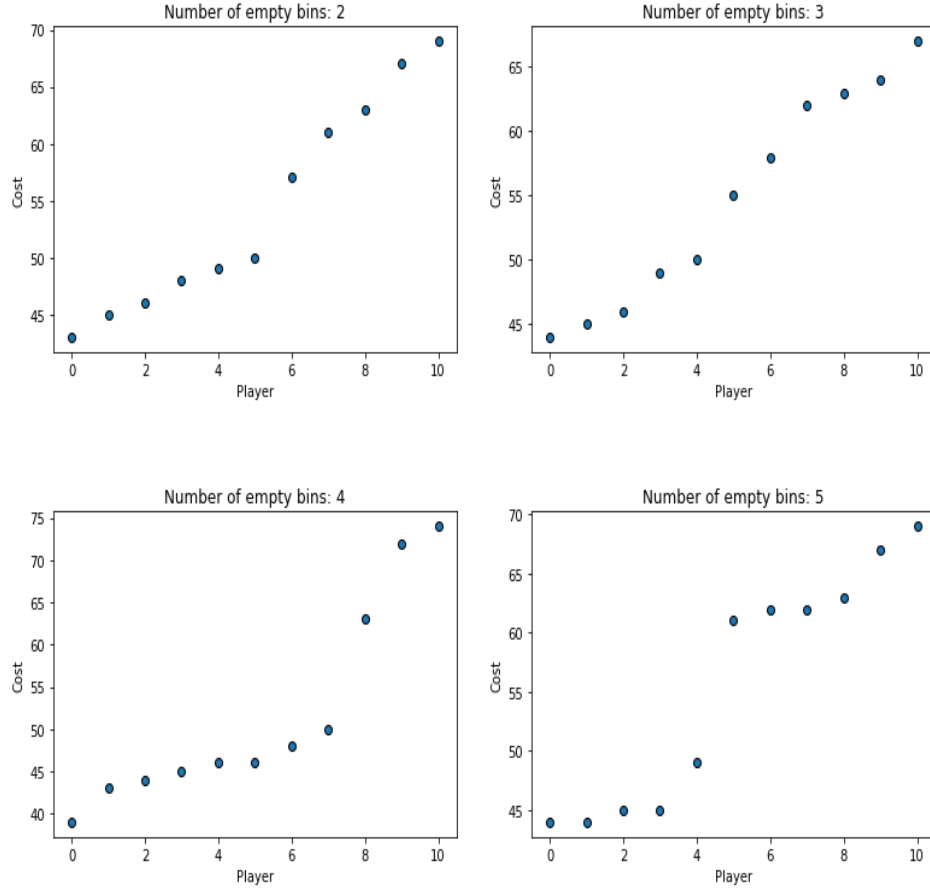 Number of empty bins: 2
70
65
60
55
50
45
Cost
0 2 4 6 8 10
Player
Number of empty bins: 3
65
60
55
50
45
Cost
0 2 4 6 8 10
Player
Number of empty bins: 4
75
70
65
60
55
50
45
40
Cost
0 2 4 6 8 10
Player
Number of empty bins: 5
70
65
60
55
50
45
Cost
0 2 4 6 8 10
Player